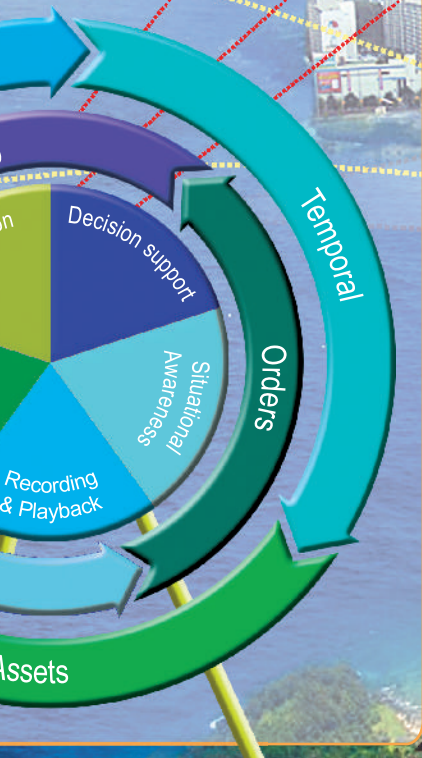 Decision support
Temporal
Situational
Awareness
Orders
Recording
& Playback
Assets